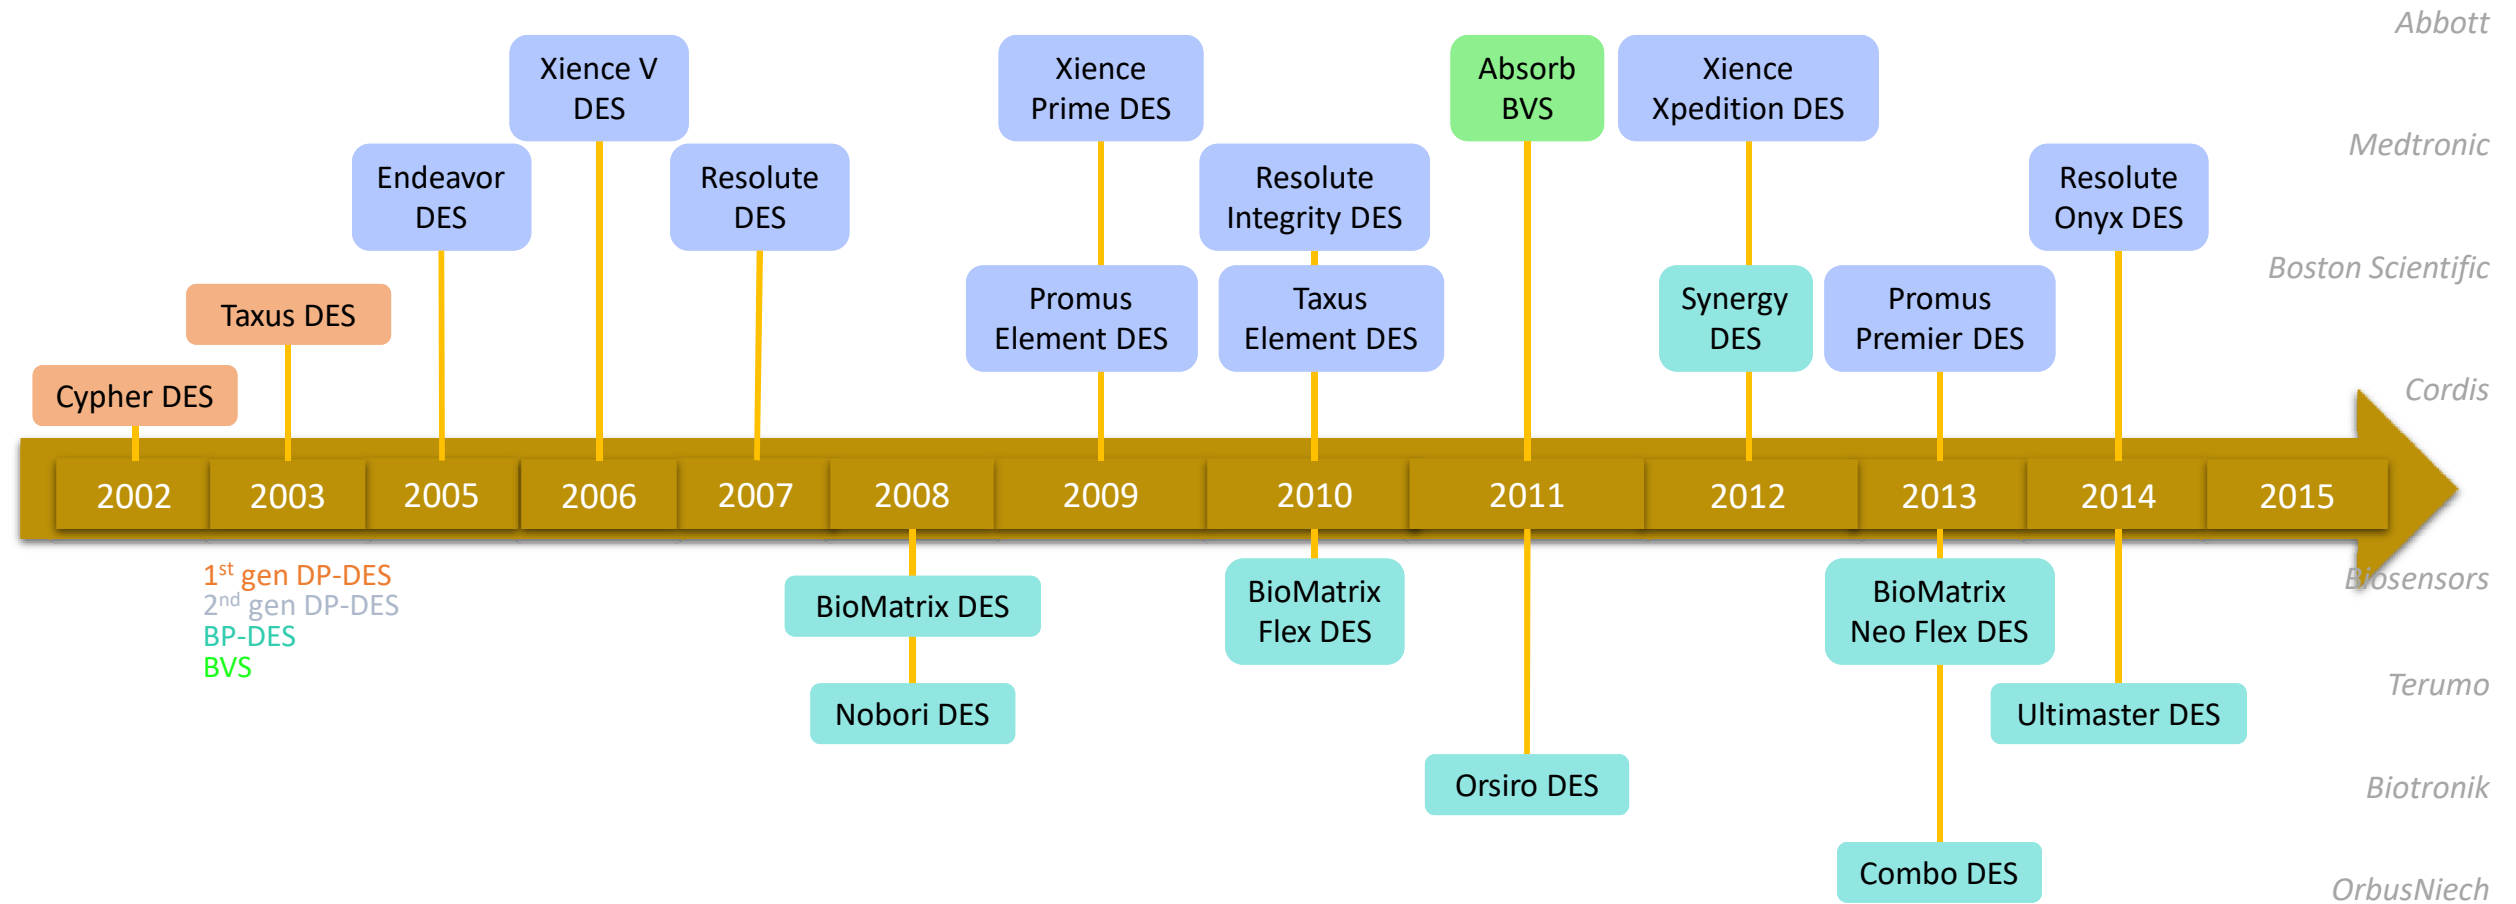 Abbott
Xience V
DES
Xience
Prime DES
Absorb
BVS
Xience
Xpedition DES
Medtronic
Endeavor
DES
Resolute
DES
Resolute
Integrity DES
Resolute
Onyx DES
Boston Scientific
Taxus DES
Promus
Element DES
Taxus
Element DES
Synergy
DES
Promus
Premier DES
Cordis
Cypher DES
2002
2003
2005
2006
2007
2008
2009
2010
2011
2012
2013
2014
2015
1st gen DP-DES
2nd gen DP-DES
BP-DES
BVS
Biosensors
BioMatrix DES
BioMatrix
Flex DES
BioMatrix
Neo Flex DES
Terumo
Nobori DES
Ultimaster DES
Biotronik
Orsiro DES
Combo DES
OrbusNiech